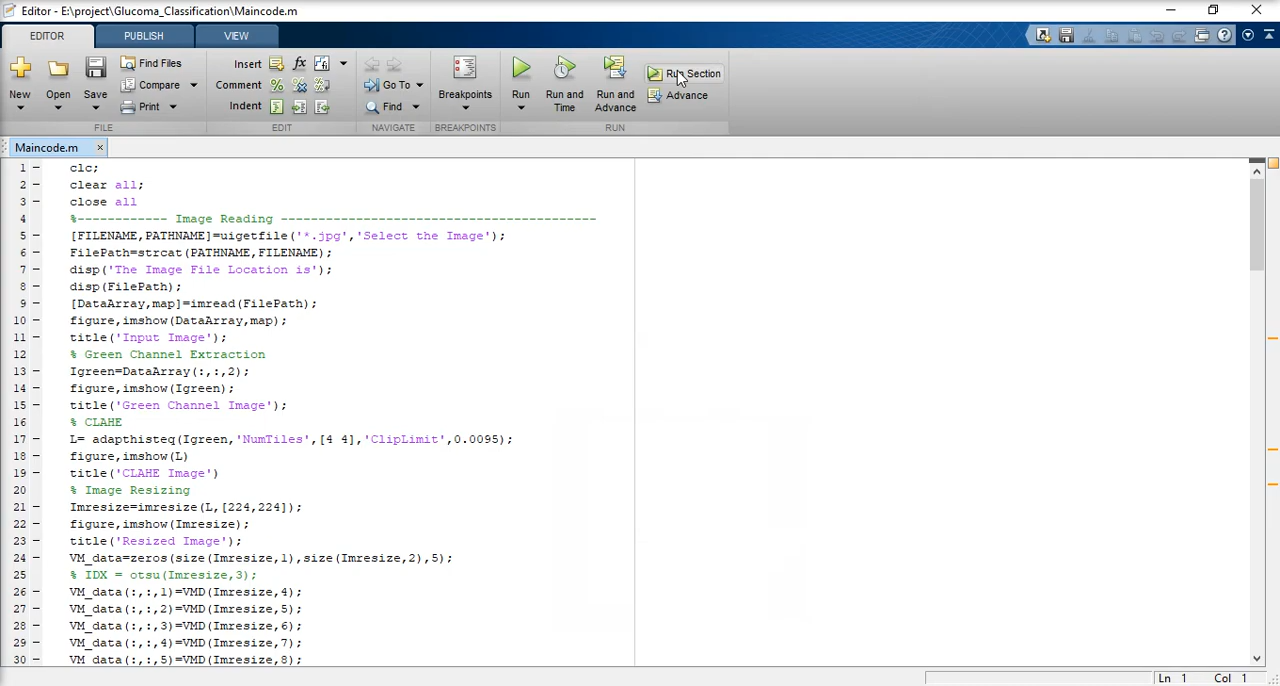 Editor - E:\project\Glucoma_Classification\Maincode.m
EDITOR PUBLISH VIEW
New Open Save Find Files Compare Print
FILE
Insert fx
Comment %
Indent
EDIT
Go To
Find
NAVIGATE
Breakpoints
BREAKPOINTS
Run Run and Time Run and Advance Run Section Advance
RUN
Maincode.m ×
1 – clc;
2 – clear all;
3 – close all
4 %------------ Image Reading ------------------------------------------
5 – [FILENAME,PATHNAME]=uigetfile('*.jpg','Select the Image');
6 – FilePath=strcat(PATHNAME,FILENAME);
7 – disp('The Image File Location is');
8 – disp(FilePath);
9 – [DataArray,map]=imread(FilePath);
10 – figure,imshow(DataArray,map);
11 – title('Input Image');
12 % Green Channel Extraction
13 – Igreen=DataArray(:,:,2);
14 – figure,imshow(Igreen);
15 – title('Green Channel Image');
16 % CLAHE
17 – L= adapthisteq(Igreen,'NumTiles',[4 4],'ClipLimit',0.0095);
18 – figure,imshow(L)
19 – title('CLAHE Image')
20 % Image Resizing
21 – Imresize=imresize(L,[224,224]);
22 – figure,imshow(Imresize);
23 – title('Resized Image');
24 – VM_data=zeros(size(Imresize,1),size(Imresize,2),5);
25 % IDX = otsu(Imresize,3);
26 – VM_data(:,:,1)=VMD(Imresize,4);
27 – VM_data(:,:,2)=VMD(Imresize,5);
28 – VM_data(:,:,3)=VMD(Imresize,6);
29 – VM_data(:,:,4)=VMD(Imresize,7);
30 – VM_data(:,:,5)=VMD(Imresize,8);
Ln 1 Col 1